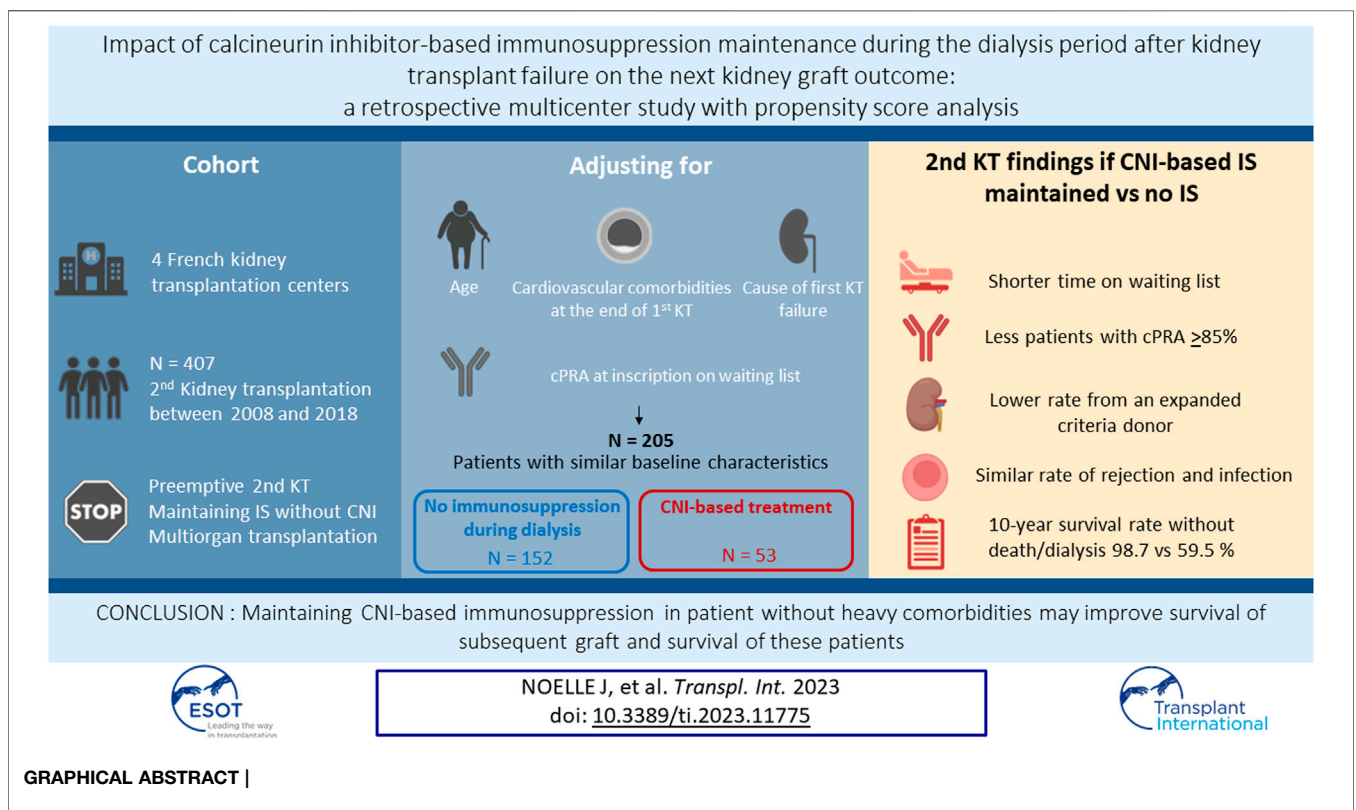 Impact of calcineurin inhibitor-based immunosuppression maintenance during the dialysis period after kidney
transplant failure on the next kidney graft outcome:
a retrospective multicenter study with propensity score analysis
Cohort
H
4 French kidney
transplantation centers
N = 407
2nd Kidney transplantation
between 2008 and 2018
STOP
Preemptive 2nd KT
Maintaining IS without CNI
Multiorgan transplantation
Adjusting for
Age
Cardiovascular comorbidities
at the end of 1st KT
Cause of first KT
failure
cPRA at inscription on waiting list
↓
N = 205
Patients with similar baseline characteristics
No immunosuppression
during dialysis
N = 152
CNI-based treatment
N = 53
2nd KT findings if CNI-based IS
maintained vs no IS
Shorter time on waiting list
Less patients with cPRA ≥85%
Lower rate from an expanded
criteria donor
Similar rate of rejection and infection
10-year survival rate without
death/dialysis 98.7 vs 59.5 %
CONCLUSION : Maintaining CNI-based immunosuppression in patient without heavy comorbidities may improve survival of
subsequent graft and survival of these patients
ESOT
Leading the way
in transplantation
NOELLE J, et al. Transpl. Int. 2023
doi: 10.3389/ti.2023.11775
Transplant
International
GRAPHICAL ABSTRACT |